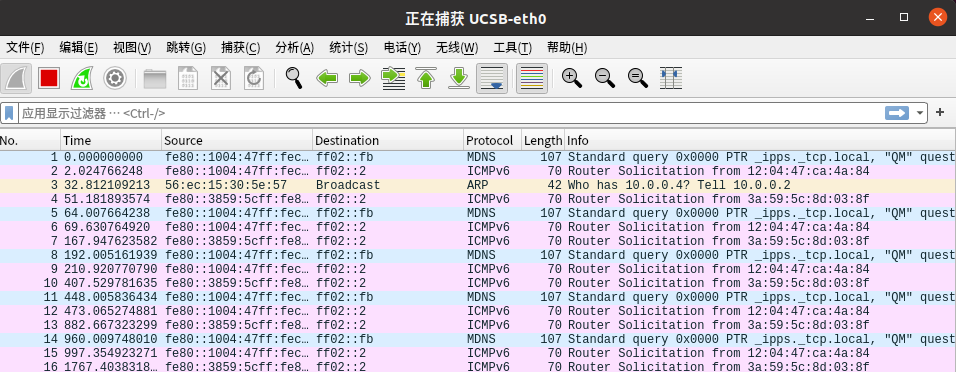 正在捕获 UCSB-eth0
文件(F) 编辑(E) 视图(V) 跳转(G) 捕获(C) 分析(A) 统计(S) 电话(Y) 无线(W) 工具(T) 帮助(H)
应用显示过滤器 … <Ctrl-/>
No. Time Source Destination Protocol Length Info
1 0.000000000 fe80::1004:47ff:fec… ff02::fb MDNS 107 Standard query 0x0000 PTR _ipps._tcp.local, "QM" quest
2 2.024766248 fe80::1004:47ff:fec… ff02::2 ICMPv6 70 Router Solicitation from 12:04:47:ca:4a:84
3 32.812109213 56:ec:15:30:5e:57 Broadcast ARP 42 Who has 10.0.0.4? Tell 10.0.0.2
4 51.181893574 fe80::3859:5cff:fe8… ff02::2 ICMPv6 70 Router Solicitation from 3a:59:5c:8d:03:8f
5 64.007664238 fe80::1004:47ff:fec… ff02::fb MDNS 107 Standard query 0x0000 PTR _ipps._tcp.local, "QM" quest
6 69.630764920 fe80::1004:47ff:fec… ff02::2 ICMPv6 70 Router Solicitation from 12:04:47:ca:4a:84
7 167.947623582 fe80::3859:5cff:fe8… ff02::2 ICMPv6 70 Router Solicitation from 3a:59:5c:8d:03:8f
8 192.005161939 fe80::1004:47ff:fec… ff02::fb MDNS 107 Standard query 0x0000 PTR _ipps._tcp.local, "QM" quest
9 210.920770790 fe80::1004:47ff:fec… ff02::2 ICMPv6 70 Router Solicitation from 12:04:47:ca:4a:84
10 407.529781635 fe80::3859:5cff:fe8… ff02::2 ICMPv6 70 Router Solicitation from 3a:59:5c:8d:03:8f
11 448.005836434 fe80::1004:47ff:fec… ff02::fb MDNS 107 Standard query 0x0000 PTR _ipps._tcp.local, "QM" quest
12 473.065274881 fe80::1004:47ff:fec… ff02::2 ICMPv6 70 Router Solicitation from 12:04:47:ca:4a:84
13 882.667323299 fe80::3859:5cff:fe8… ff02::2 ICMPv6 70 Router Solicitation from 3a:59:5c:8d:03:8f
14 960.009748010 fe80::1004:47ff:fec… ff02::fb MDNS 107 Standard query 0x0000 PTR _ipps._tcp.local, "QM" quest
15 997.354923271 fe80::1004:47ff:fec… ff02::2 ICMPv6 70 Router Solicitation from 12:04:47:ca:4a:84
16 1767.4038318… fe80::3859:5cff:fe8… ff02::2 ICMPv6 70 Router Solicitation from 3a:59:5c:8d:03:8f